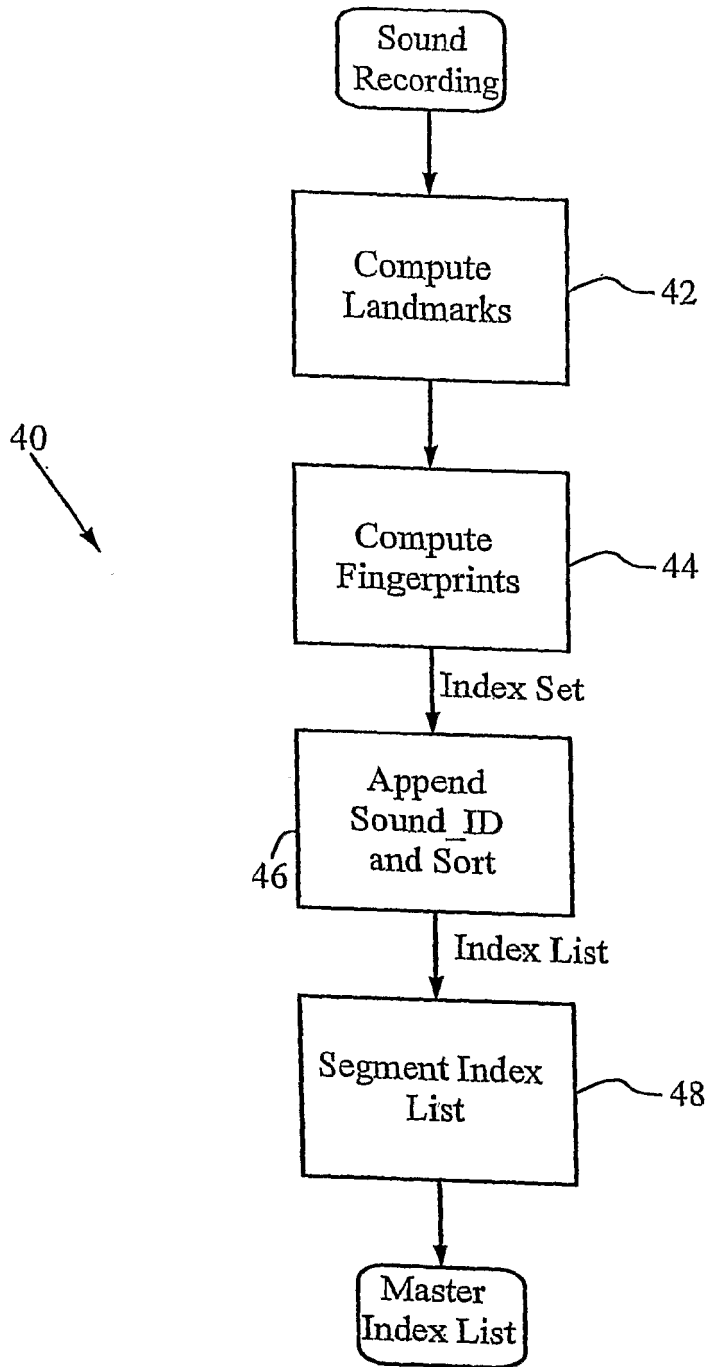 Sound
Recording
Compute
Landmarks
42
40
Compute
Fingerprints
44
Index Set
Append
Sound_ID
and Sort
46
Index List
Segment Index
List
48
Master
Index List